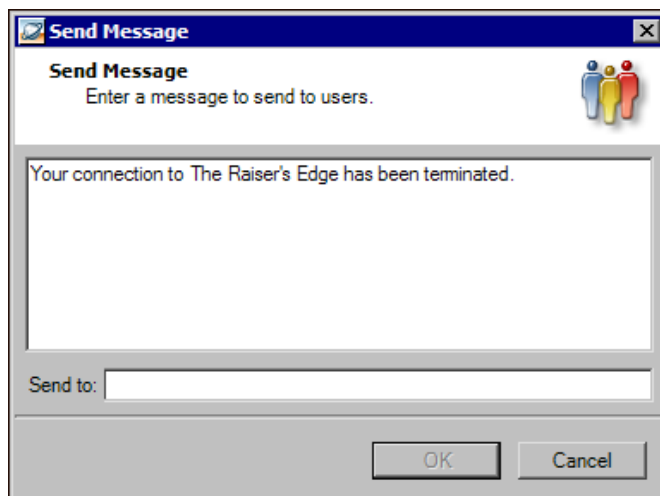 Send Message
Send Message
Enter a message to send to users.
Your connection to The Raiser's Edge has been terminated.
Send to:
OK
Cancel